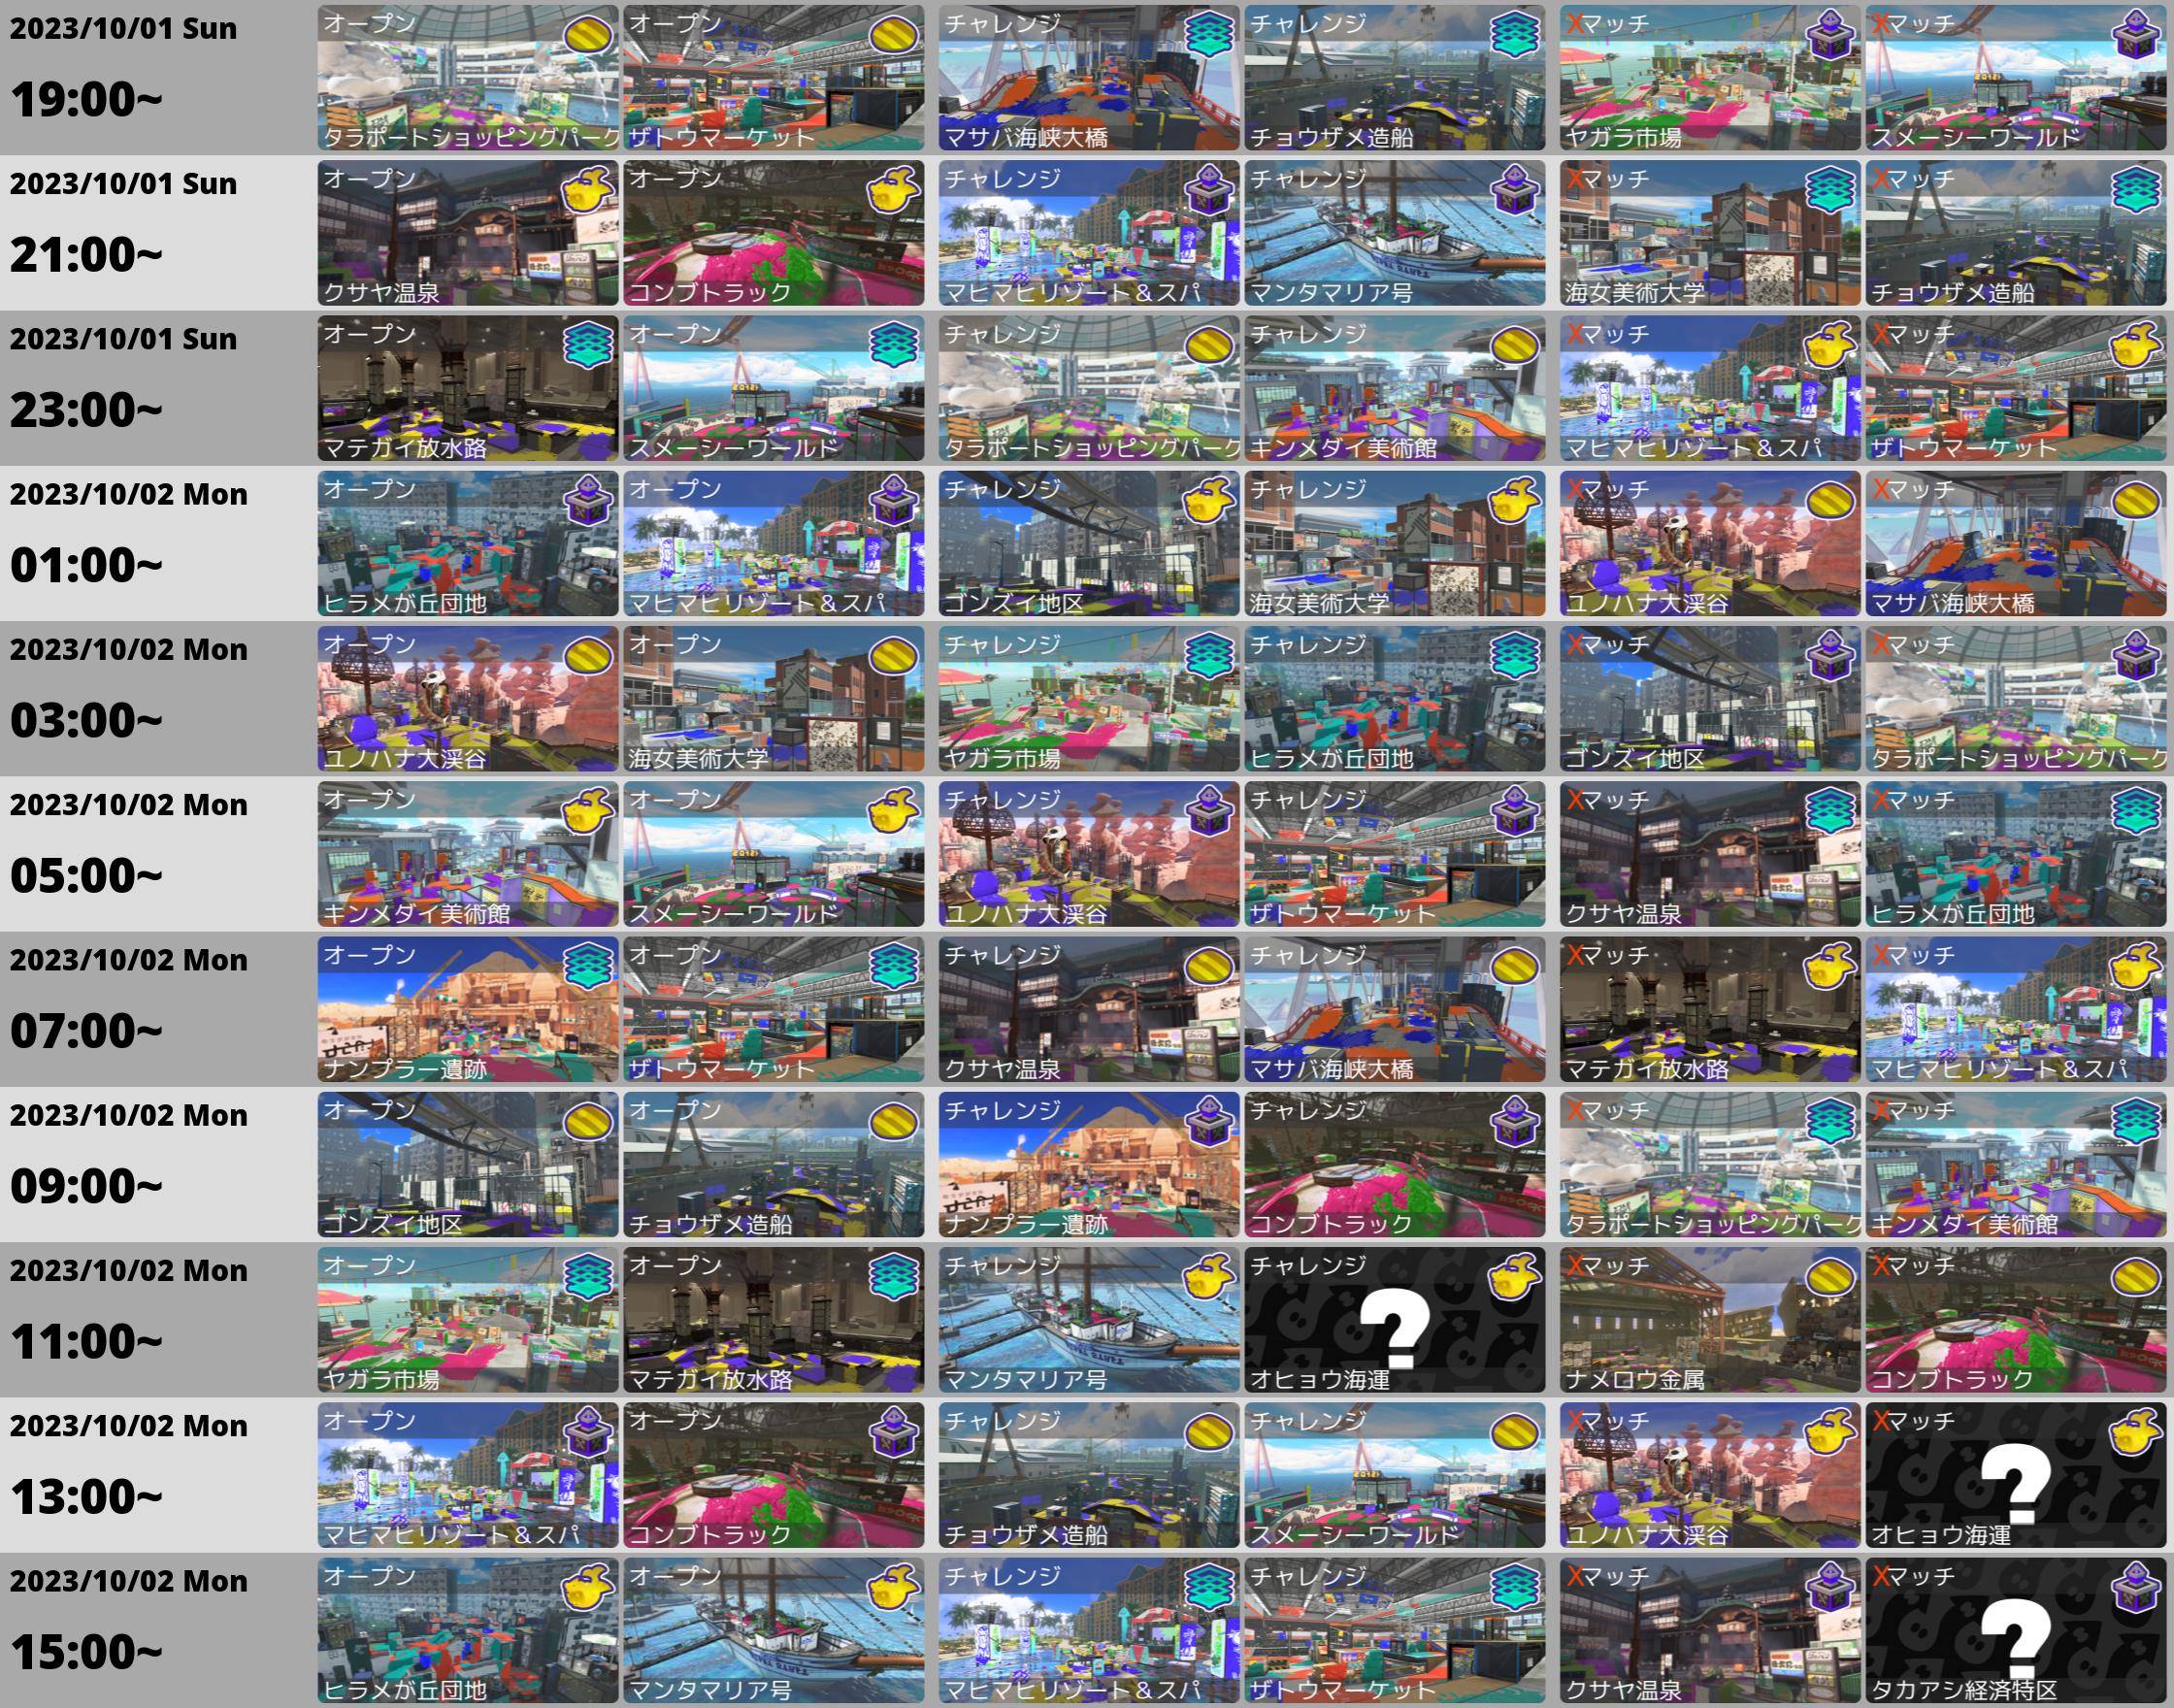 2023/10/01 Sun
19:00~
オープン オープン チャレンジ チャレンジ Xマッチ Xマッチ
タラポートショッピングパーク ザトウマーケット マサバ海峡大橋 チョウザメ造船 ヤガラ市場 スメーシーワールド
2023/10/01 Sun
21:00~
オープン オープン チャレンジ チャレンジ Xマッチ Xマッチ
クサヤ温泉 コンブトラック マヒマヒリゾート&スパ マンタマリア号 海女美術大学 チョウザメ造船
2023/10/01 Sun
23:00~
オープン オープン チャレンジ チャレンジ Xマッチ Xマッチ
マテガイ放水路 スメーシーワールド タラポートショッピングパーク キンメダイ美術館 マヒマヒリゾート&スパ ザトウマーケット
2023/10/02 Mon
01:00~
オープン オープン チャレンジ チャレンジ Xマッチ Xマッチ
ヒラメが丘団地 マヒマヒリゾート&スパ ゴンズイ地区 海女美術大学 ユノハナ大渓谷 マサバ海峡大橋
2023/10/02 Mon
03:00~
オープン オープン チャレンジ チャレンジ Xマッチ Xマッチ
ユノハナ大渓谷 海女美術大学 ヤガラ市場 ヒラメが丘団地 ゴンズイ地区 タラポートショッピングパーク
2023/10/02 Mon
05:00~
オープン オープン チャレンジ チャレンジ Xマッチ Xマッチ
キンメダイ美術館 スメーシーワールド ユノハナ大渓谷 ザトウマーケット クサヤ温泉 ヒラメが丘団地
2023/10/02 Mon
07:00~
オープン オープン チャレンジ チャレンジ Xマッチ Xマッチ
ナンプラー遺跡 ザトウマーケット クサヤ温泉 マサバ海峡大橋 マテガイ放水路 マヒマヒリゾート&スパ
2023/10/02 Mon
09:00~
オープン オープン チャレンジ チャレンジ Xマッチ Xマッチ
ゴンズイ地区 チョウザメ造船 ナンプラー遺跡 コンブトラック タラポートショッピングパーク キンメダイ美術館
2023/10/02 Mon
11:00~
オープン オープン チャレンジ チャレンジ Xマッチ Xマッチ
?
ヤガラ市場 マテガイ放水路 マンタマリア号 オヒョウ海運 ナメロウ金属 コンブトラック
2023/10/02 Mon
13:00~
オープン オープン チャレンジ チャレンジ Xマッチ Xマッチ
?
マヒマヒリゾート&スパ コンブトラック チョウザメ造船 スメーシーワールド ユノハナ大渓谷 オヒョウ海運
2023/10/02 Mon
15:00~
オープン オープン チャレンジ チャレンジ Xマッチ Xマッチ
?
ヒラメが丘団地 マンタマリア号 マヒマヒリゾート&スパ ザトウマーケット クサヤ温泉 タカアシ経済特区